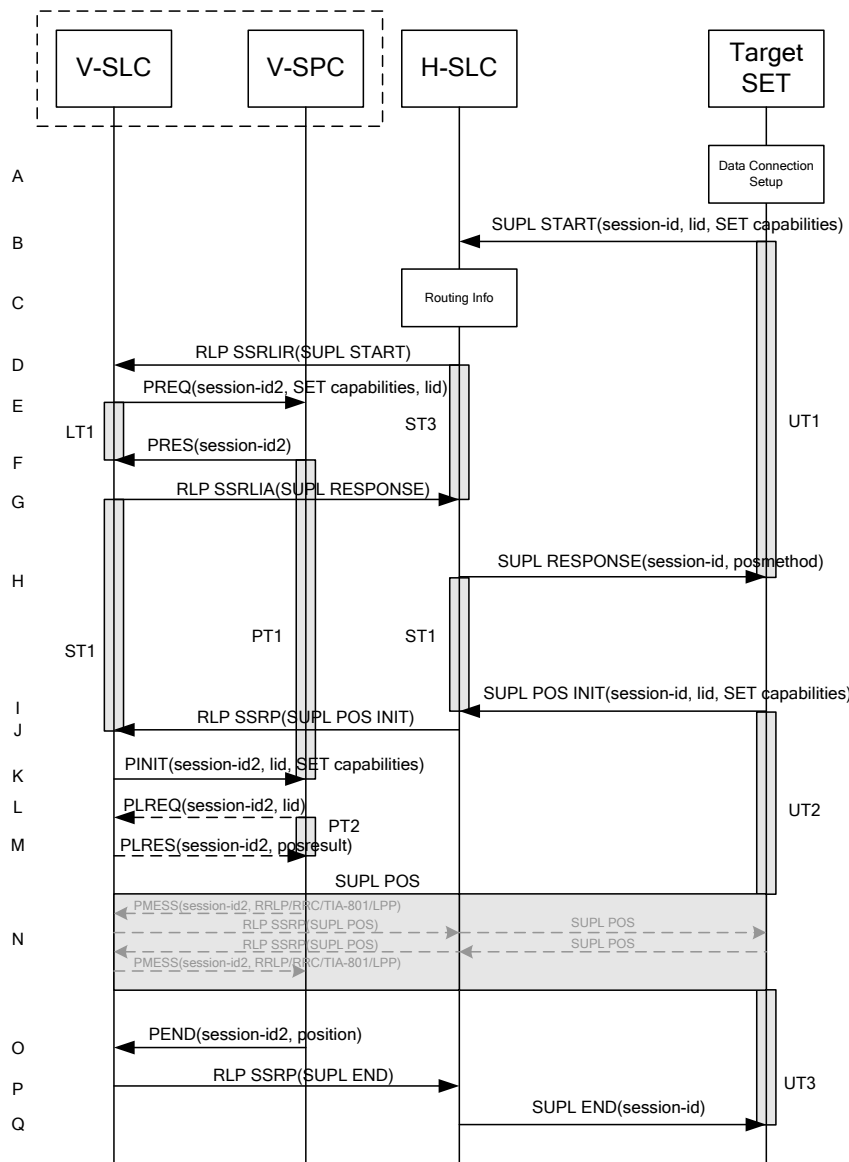 V-SLC
V-SPC
H-SLC
Target
SET
A
Data Connection
Setup
B
SUPL START(session-id, lid, SET capabilities)
C
Routing Info
D
RLP SSRLIR(SUPL START)
E
PREQ(session-id2, SET capabilities, lid)
LT1
ST3
UT1
F
PRES(session-id2)
G
RLP SSRLIA(SUPL RESPONSE)
H
SUPL RESPONSE(session-id, posmethod)
ST1
PT1
ST1
I
SUPL POS INIT(session-id, lid, SET capabilities)
J
RLP SSRP(SUPL POS INIT)
K
PINIT(session-id2, lid, SET capabilities)
L
PLREQ(session-id2, lid)
PT2
UT2
M
PLRES(session-id2, posresult)
SUPL POS
N
PMESS(session-id2, RRLP/RRC/TIA-801/LPP)
RLP SSRP(SUPL POS)
SUPL POS
RLP SSRP(SUPL POS)
SUPL POS
PMESS(session-id2, RRLP/RRC/TIA-801/LPP)
O
PEND(session-id2, position)
P
RLP SSRP(SUPL END)
UT3
Q
SUPL END(session-id)